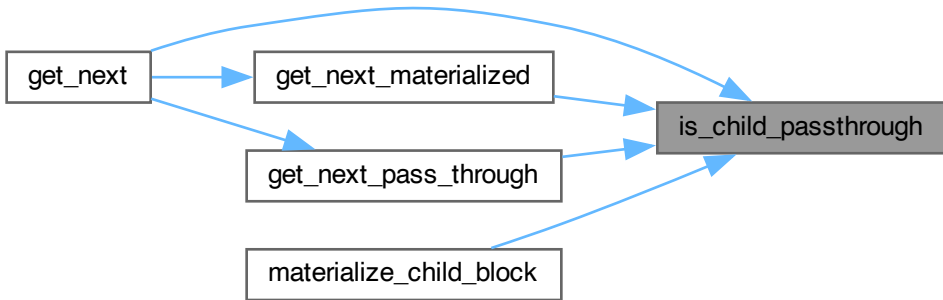 get_next
get_next_materialized
is_child_passthrough
get_next_pass_through
materialize_child_block